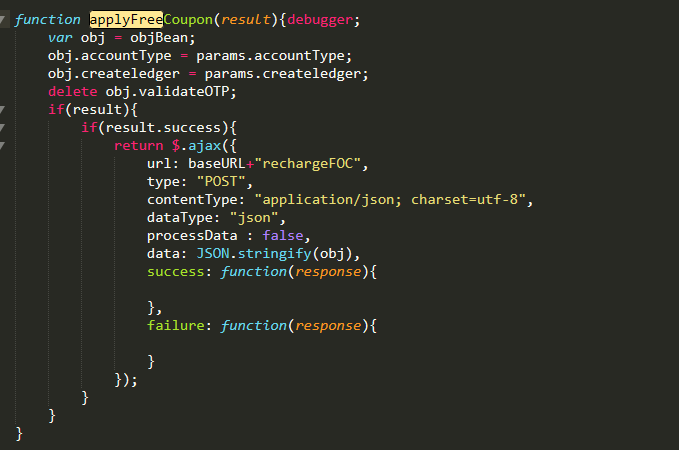 function applyFreeCoupon(result){debugger;
    var obj = objBean;
    obj.accountType = params.accountType;
    obj.createledger = params.createledger;
    delete obj.validateOTP;
    if(result){
        if(result.success){
            return $.ajax({
                url: baseURL+"rechargeFOC",
                type: "POST",
                contentType: "application/json; charset=utf-8",
                dataType: "json",
                processData : false,
                data: JSON.stringify(obj),
                success: function(response){

                },
                failure: function(response){

                }
            });
        }
    }
}